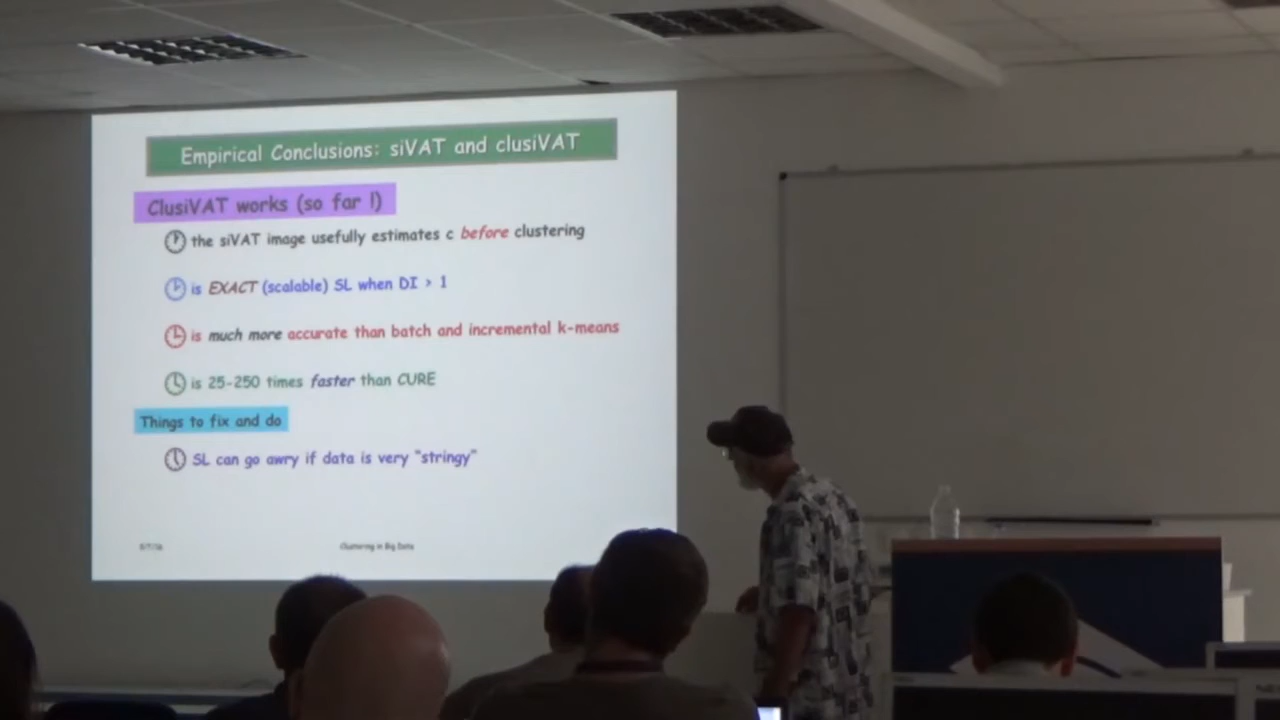 Empirical Conclusions: siVAT and clusiVAT
ClusiVAT works (so far !)
the siVAT image usefully estimates c before clustering
is EXACT (scalable) SL when DI > 1
is much more accurate than batch and incremental k-means
is 25-250 times faster than CURE
Things to fix and do
SL can go awry if data is very "stringy"
Clustering in Big Data